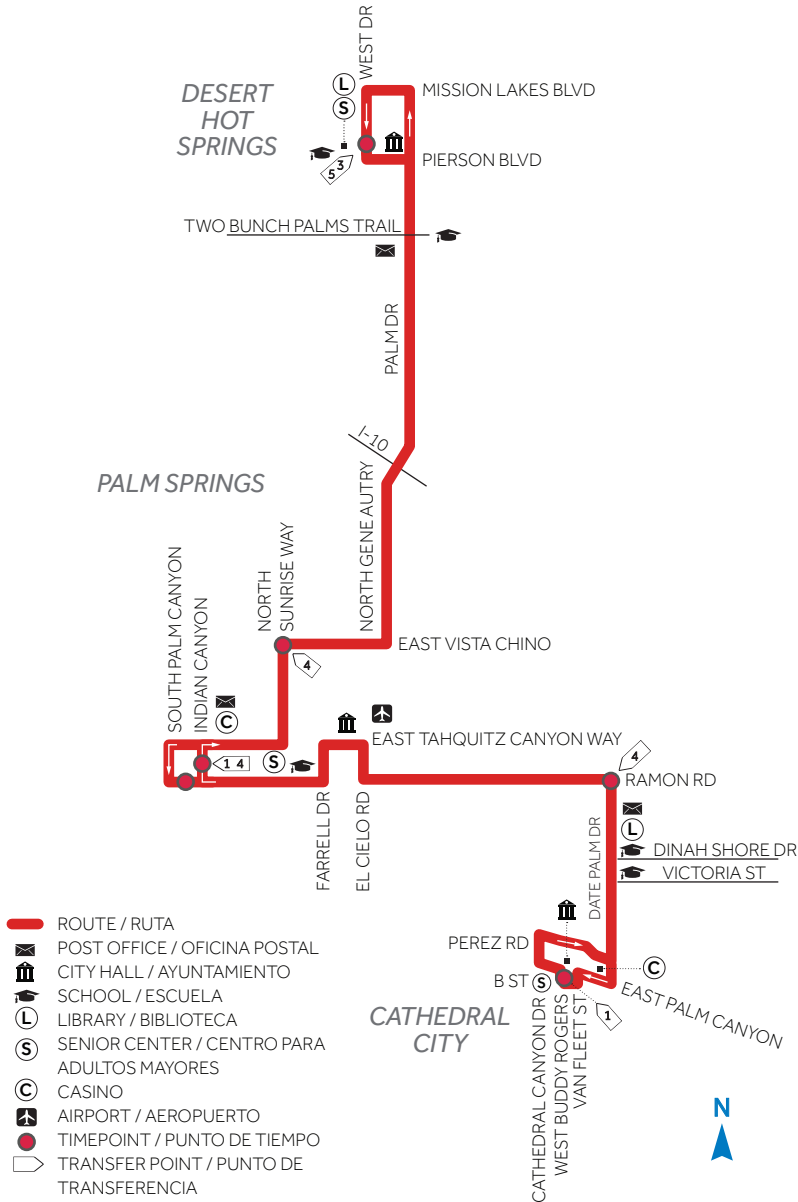 WEST DR
L
S
DESERT
HOT
SPRINGS
MISSION LAKES BLVD
3
5
PIERSON BLVD
TWO BUNCH PALMS TRAIL
PALM DR
I-10
PALM SPRINGS
NORTH GENE AUTRY
NORTH
SUNRISE WAY
SOUTH PALM CANYON
INDIAN CANYON
EAST VISTA CHINO
4
C
EAST TAHQUITZ CANYON WAY
1 4
S
4
RAMON RD
FARRELL DR
EL CIELO RD
DATE PALM DR
L
DINAH SHORE DR
VICTORIA ST
PEREZ RD
C
B ST
S
EAST PALM CANYON
1
CATHEDRAL
CITY
CATHEDRAL CANYON DR
WEST BUDDY ROGERS
VAN FLEET ST
ROUTE / RUTA
POST OFFICE / OFICINA POSTAL
CITY HALL / AYUNTAMIENTO
SCHOOL / ESCUELA
L LIBRARY / BIBLIOTECA
S SENIOR CENTER / CENTRO PARA
ADULTOS MAYORES
C CASINO
AIRPORT / AEROPUERTO
TIMEPOINT / PUNTO DE TIEMPO
TRANSFER POINT / PUNTO DE
TRANSFERENCIA
N